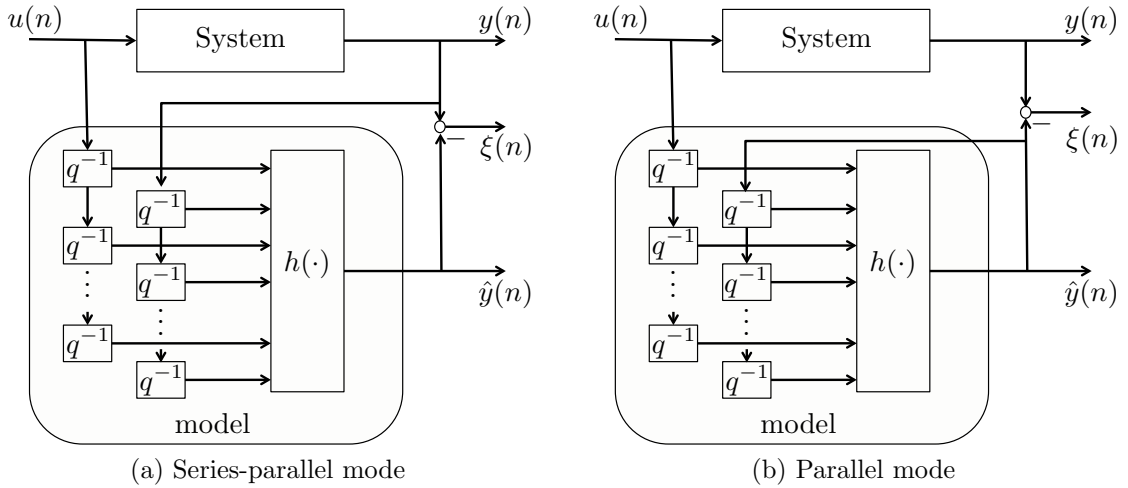 u(n)
System
y(n)
−
ξ(n)
q⁻¹
q⁻¹
q⁻¹
h(·)
q⁻¹
ŷ(n)
q⁻¹
q⁻¹
model
(a) Series-parallel mode
u(n)
System
y(n)
−
ξ(n)
q⁻¹
q⁻¹
q⁻¹
h(·)
q⁻¹
ŷ(n)
q⁻¹
q⁻¹
model
(b) Parallel mode